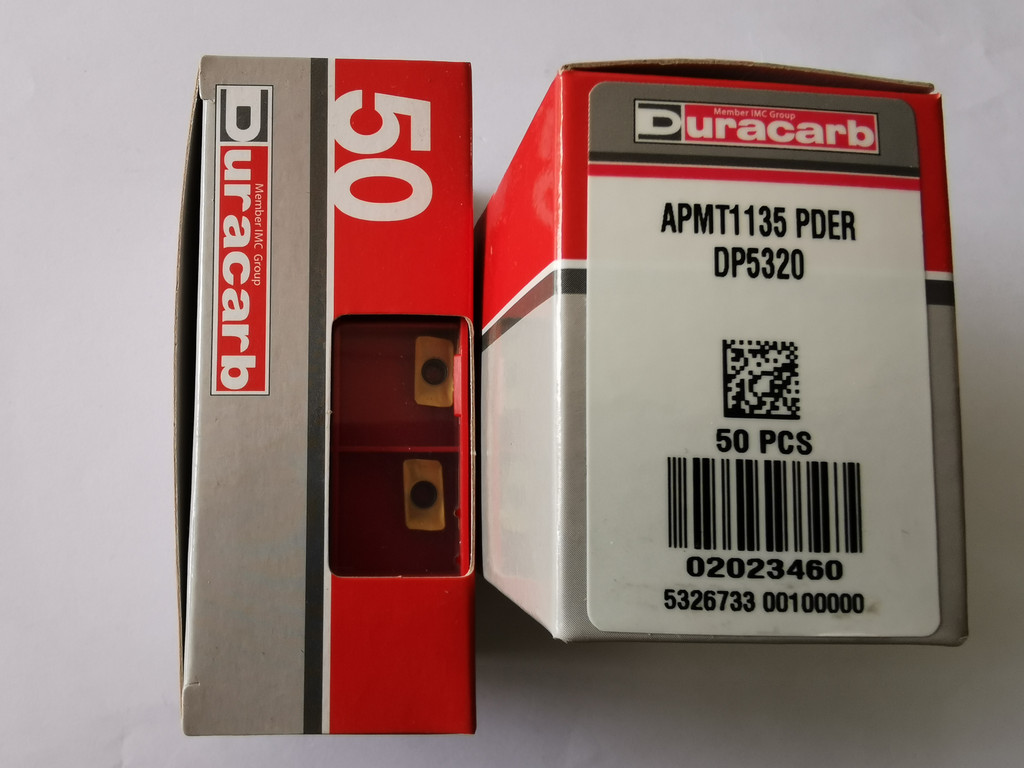 50
Duracarb
Member IMC Group
Member IMC Group
Duracarb
APMT1135 PDER
DP5320
50 PCS
02023460
5326733 00100000